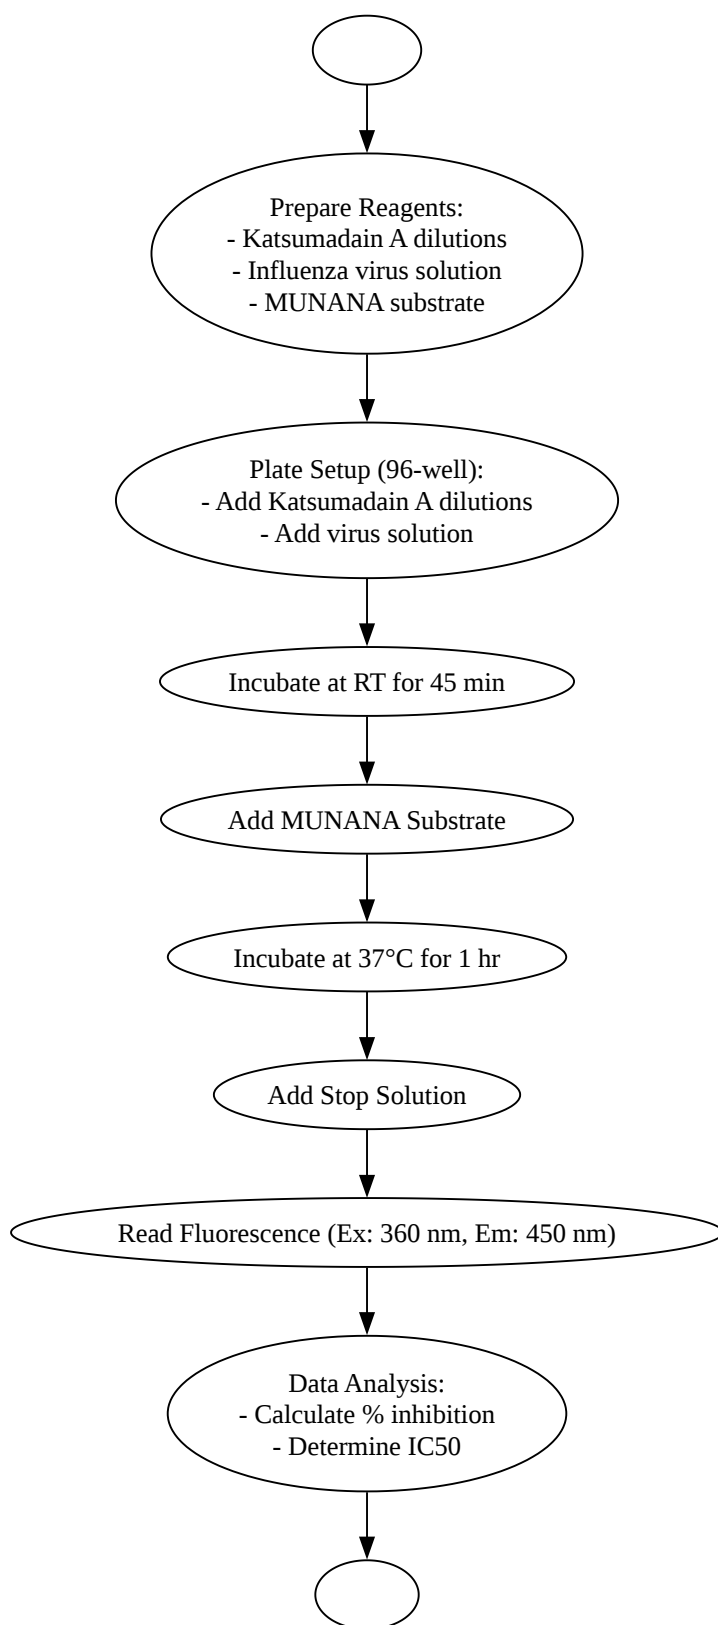 Prepare Reagents:
- Katsumadain A dilutions
- Influenza virus solution
- MUNANA substrate
Plate Setup (96-well):
- Add Katsumadain A dilutions
- Add virus solution
Incubate at RT for 45 min
Add MUNANA Substrate
Incubate at 37°C for 1 hr
Add Stop Solution
Read Fluorescence (Ex: 360 nm, Em: 450 nm)
Data Analysis:
- Calculate % inhibition
- Determine IC50